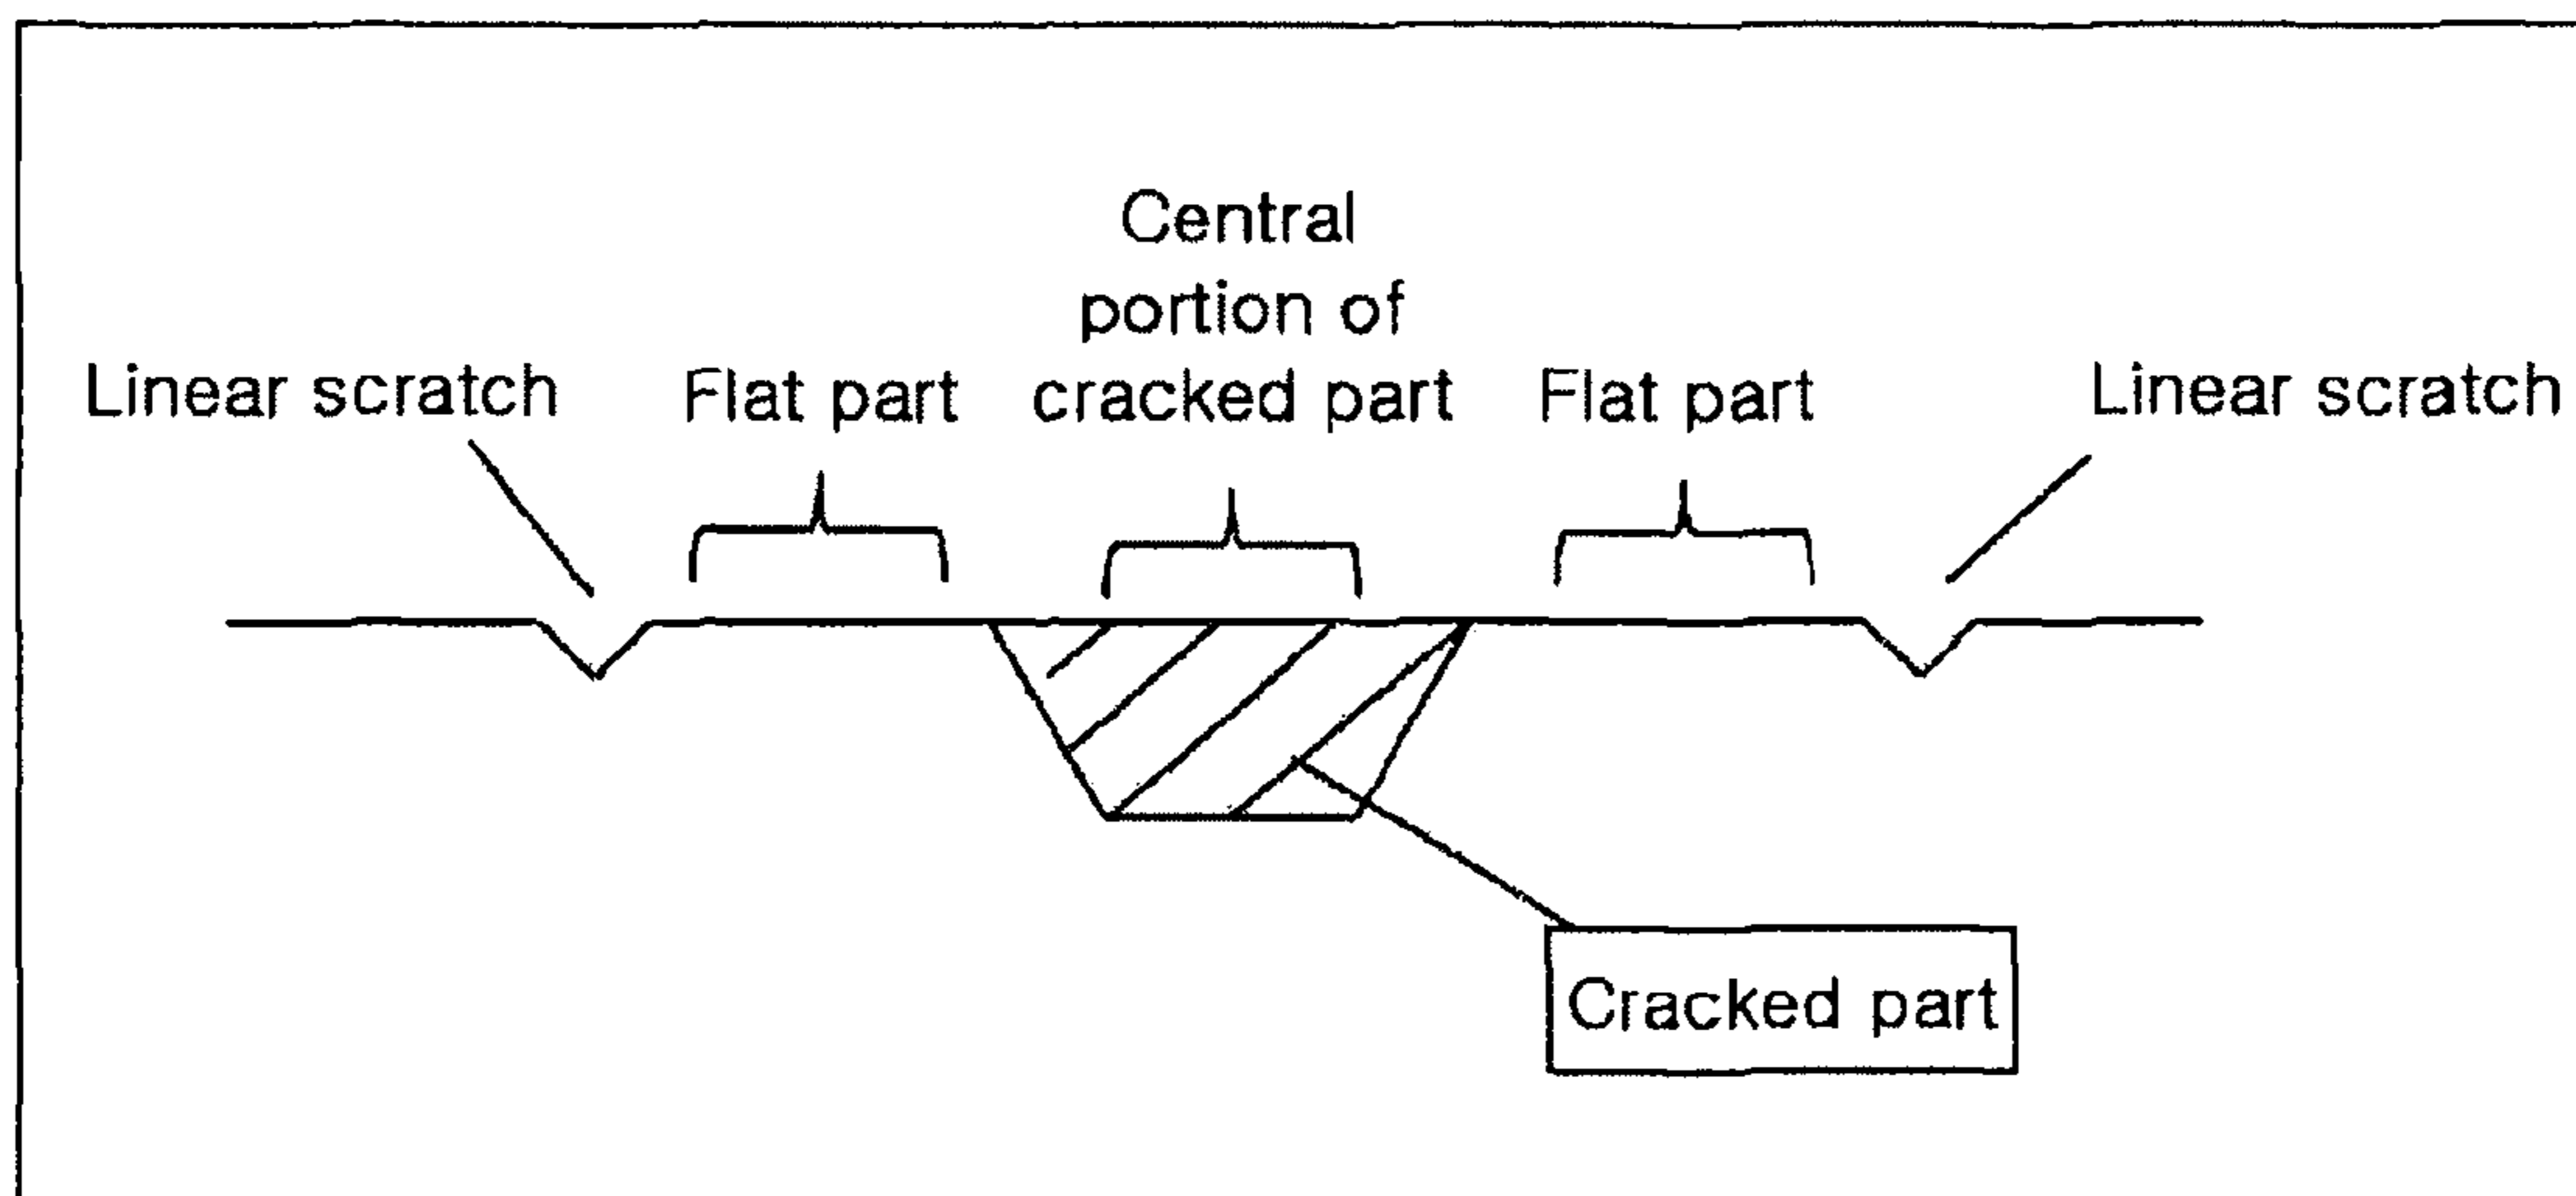 Central
portion of
cracked part
Linear scratch
Flat part
Flat part
Linear scratch
Cracked part